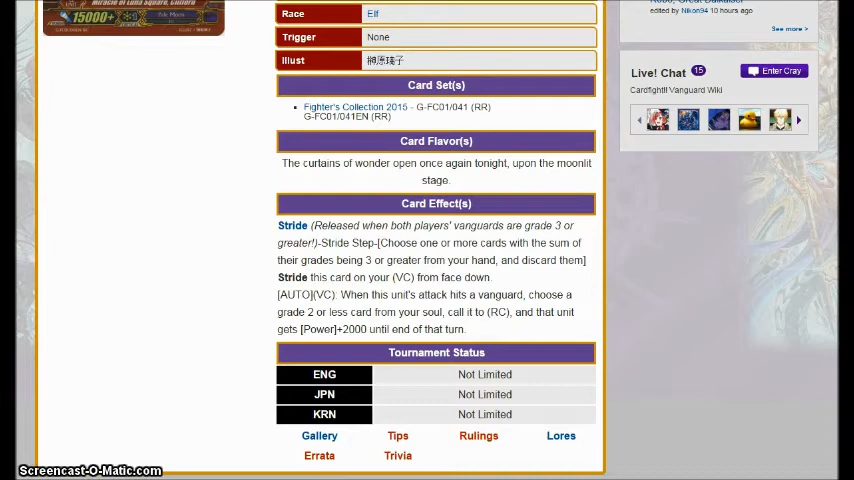 Miracle of Luna Square, Clifford
15000+
Pale Moon
Race Elf
Trigger None
Illust 榊原瑞子
Card Set(s)
Fighter's Collection 2015 - G-FC01/041 (RR)
G-FC01/041EN (RR)
Card Flavor(s)
The curtains of wonder open once again tonight, upon the moonlit
stage.
Card Effect(s)
Stride (Released when both players' vanguards are grade 3 or
greater!)-Stride Step-[Choose one or more cards with the sum of
their grades being 3 or greater from your hand, and discard them]
Stride this card on your (VC) from face down.
[AUTO](VC): When this unit's attack hits a vanguard, choose a
grade 2 or less card from your soul, call it to (RC), and that unit
gets [Power]+2000 until end of that turn.
Tournament Status
ENG Not Limited
JPN Not Limited
KRN Not Limited
Gallery Tips Rulings Lores
Errata Trivia
edited by Nikon94 10 hours ago
See more >
Live! Chat 15
Enter Cray
Cardfight!! Vanguard Wiki
Screencast-O-Matic.com